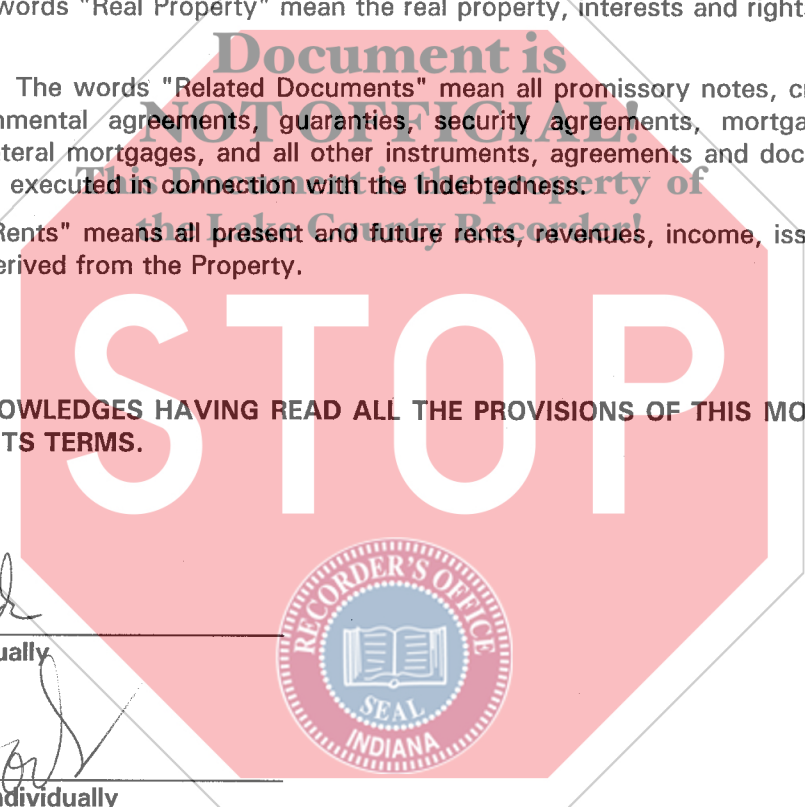 words "Real Property" mean the real property, interests and right
Document is
The words "Related Documents" mean all promissory notes, cr
NOT OFFICIAL!
nmental agreements, guaranties, security agreements, mortga
teral mortgages, and all other instruments, agreements and doc
This Document is the property of
executed in connection with the Indebtedness.
the Lake County Recorder!
Rents" means all present and future rents, revenues, income, iss
erived from the Property.
STOP
OWLEDGES HAVING READ ALL THE PROVISIONS OF THIS MO
TS TERMS.
RECORDER'S OFFICE
ually
SEAL
INDIANA
dividually